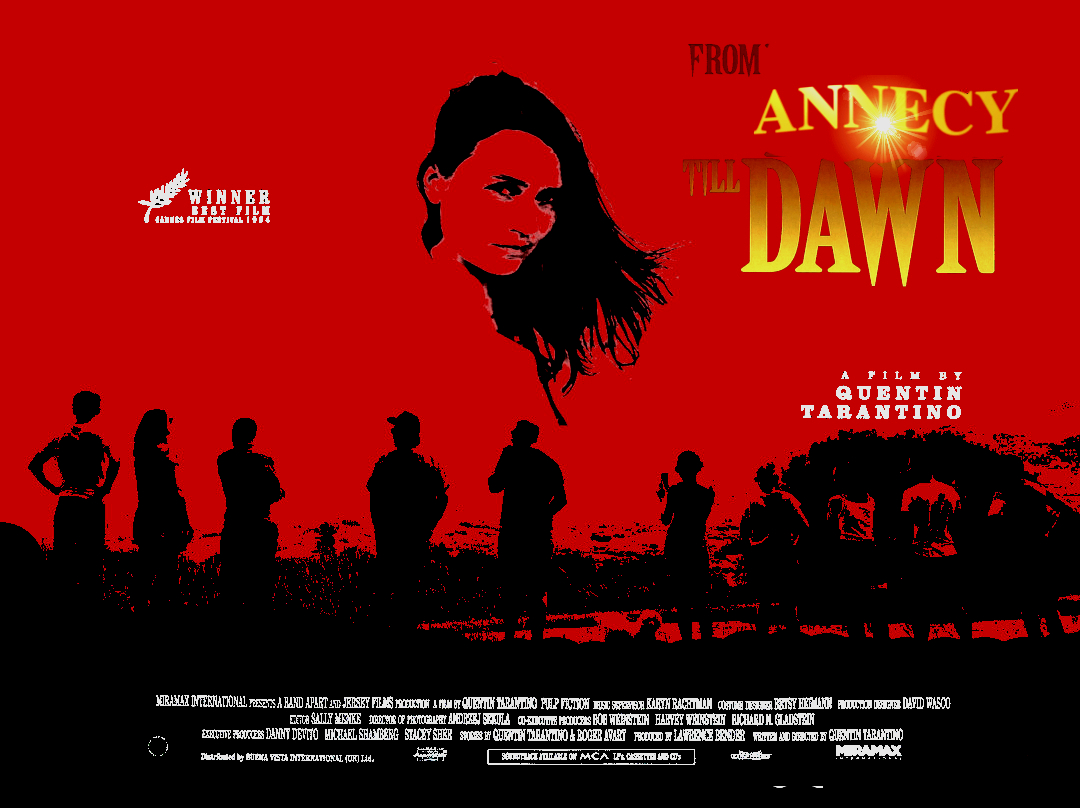 FROM
ANNECY
TILL DAWN
WINNER
BEST FILM
CANNES FILM FESTIVAL 1994
A FILM BY
QUENTIN
TARANTINO
MIRAMAX INTERNATIONAL PRESENTS A BAND APART AND JERSEY FILMS PRODUCTION A FILM BY QUENTIN TARANTINO PULP FICTION MUSIC SUPERVISOR KARYN RACHTMAN COSTUME DESIGNER BETSY HEIMANN PRODUCTION DESIGNER DAVID WASCO
EDITOR SALLY MENKE DIRECTOR OF PHOTOGRAPHY ANDRZEJ SEKULA CO-EXECUTIVE PRODUCERS BOB WEINSTEIN HARVEY WEINSTEIN RICHARD N. GLADSTEIN
EXECUTIVE PRODUCERS DANNY DEVITO MICHAEL SHAMBERG STACEY SHER STORIES BY QUENTIN TARANTINO & ROGER AVARY PRODUCED BY LAWRENCE BENDER WRITTEN AND DIRECTED BY QUENTIN TARANTINO
Distributed by BUENA VISTA INTERNATIONAL (UK) Ltd.
SOUNDTRACK AVAILABLE ON MCA LP's, CASSETTES AND CD's
MIRAMAX
INTERNATIONAL